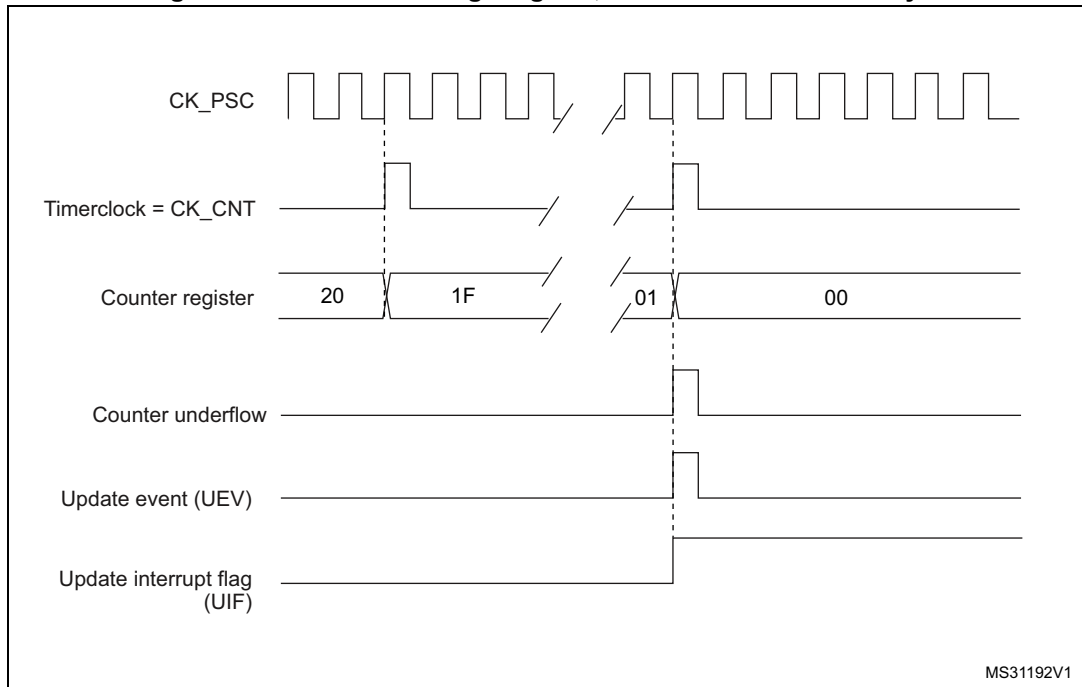 CK_PSC
Timerclock = CK_CNT
Counter register
20
1F
01
00
Counter underflow
Update event (UEV)
Update interrupt flag
(UIF)
MS31192V1